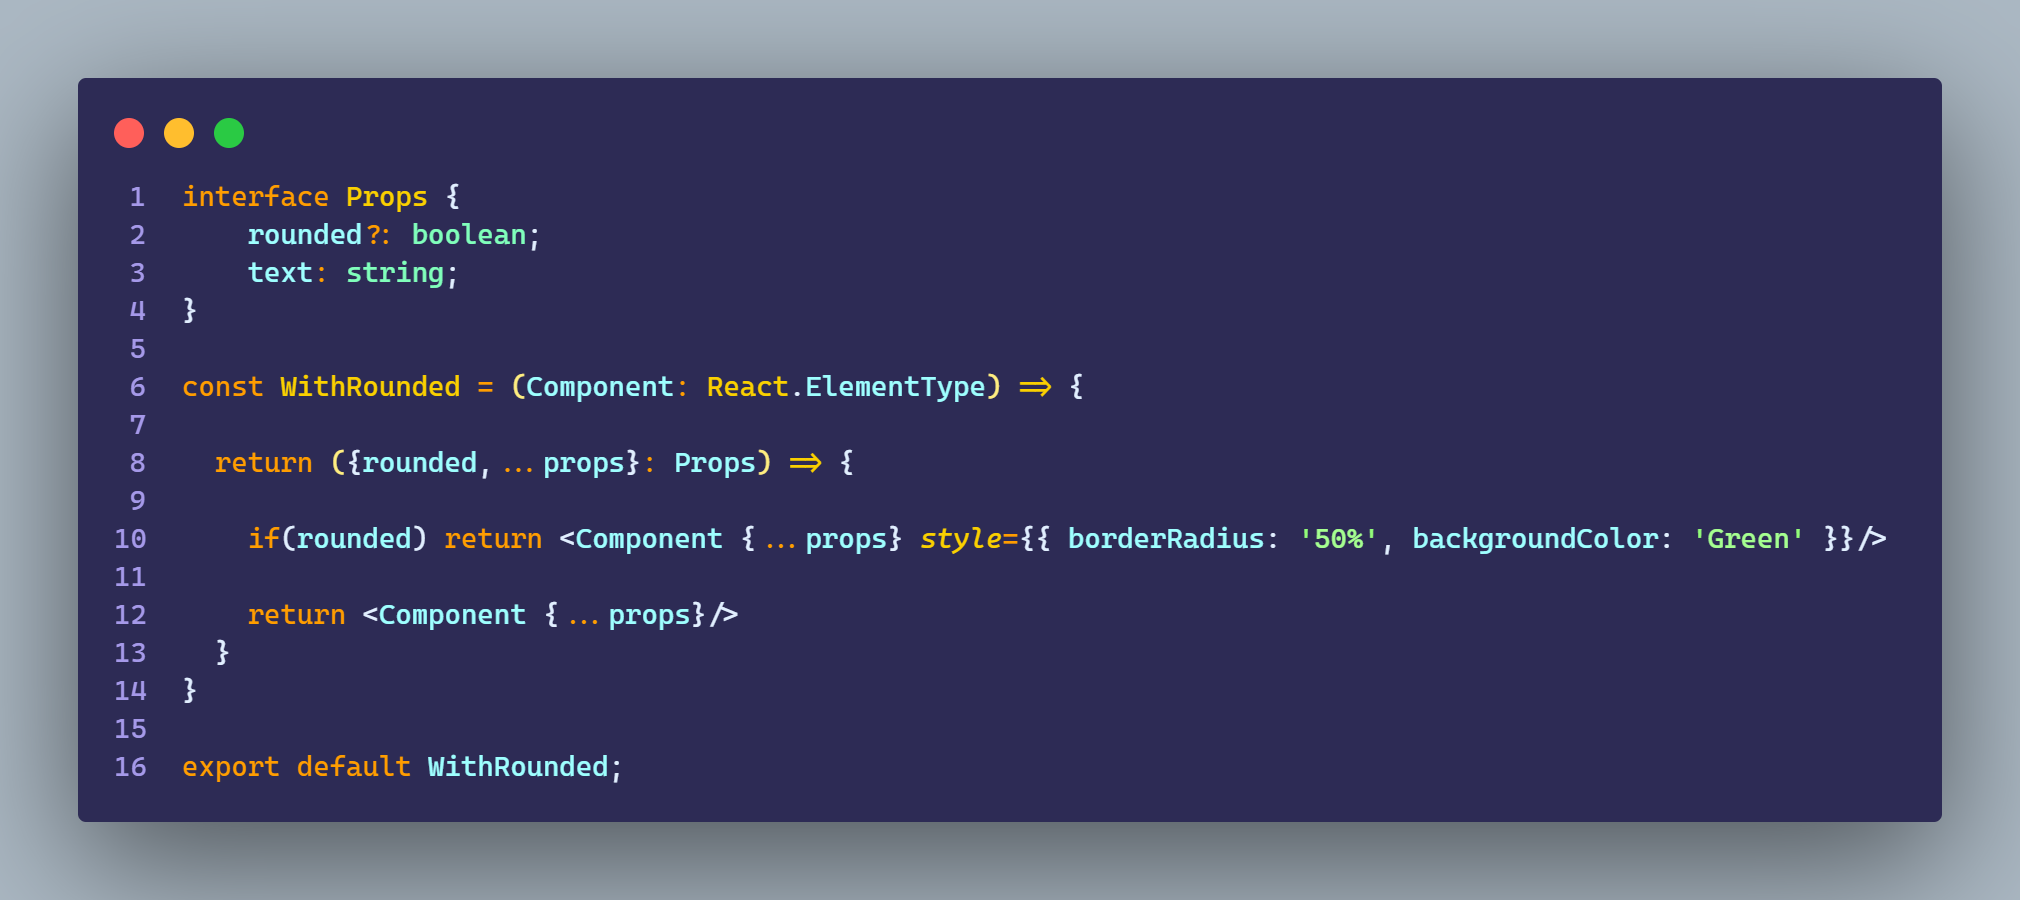 1 interface Props {
2     rounded?: boolean;
3     text: string;
4 }
5
6 const WithRounded = (Component: React.ElementType) => {
7
8   return ({rounded, ...props}: Props) => {
9
10     if(rounded) return <Component {...props} style={{ borderRadius: '50%', backgroundColor: 'Green' }}/>
11
12     return <Component {...props}/>
13   }
14 }
15
16 export default WithRounded;